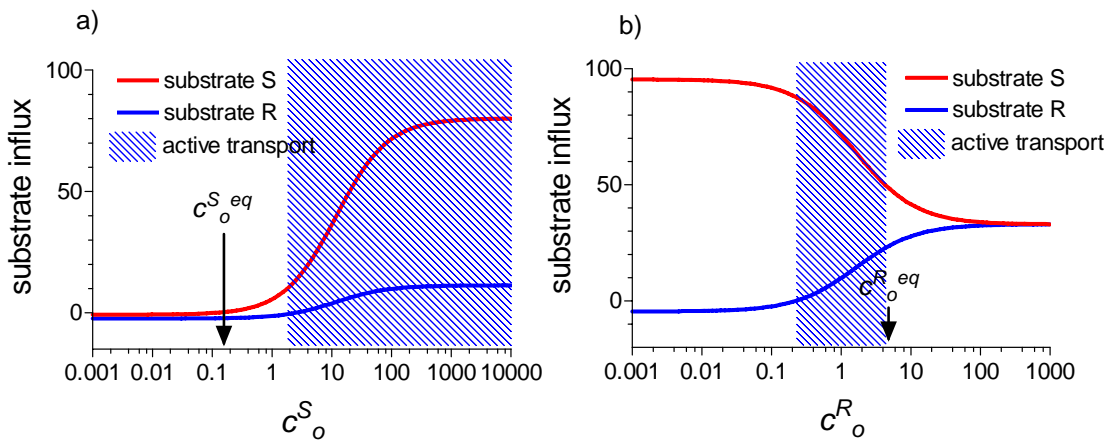 a)
substrate S
substrate R
active transport
100
50
0
substrate influx
c^S_o^eq
0.001 0.01 0.1 1 10 100 1000 10000
c^S_o
b)
substrate S
substrate R
active transport
100
50
0
substrate influx
c^R_o^eq
0.001 0.01 0.1 1 10 100 1000
c^R_o